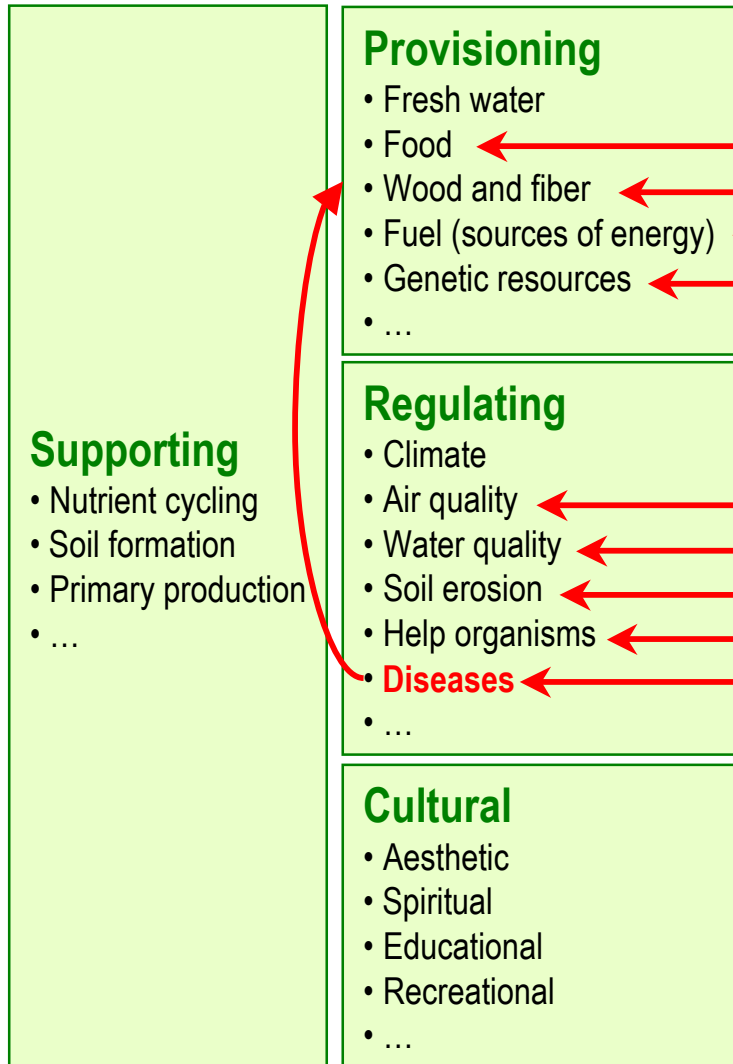 Supporting
• Nutrient cycling
• Soil formation
• Primary production
• …
Provisioning
• Fresh water
• Food
• Wood and fiber
• Fuel (sources of energy)
• Genetic resources
• …
Regulating
• Climate
• Air quality
• Water quality
• Soil erosion
• Help organisms
• Diseases
• …
Cultural
• Aesthetic
• Spiritual
• Educational
• Recreational
• …